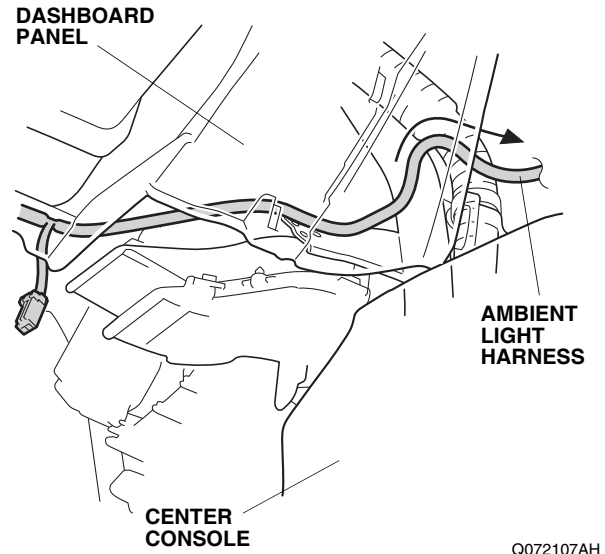 DASHBOARD
PANEL
AMBIENT
LIGHT
HARNESS
CENTER
CONSOLE
Q072107AH